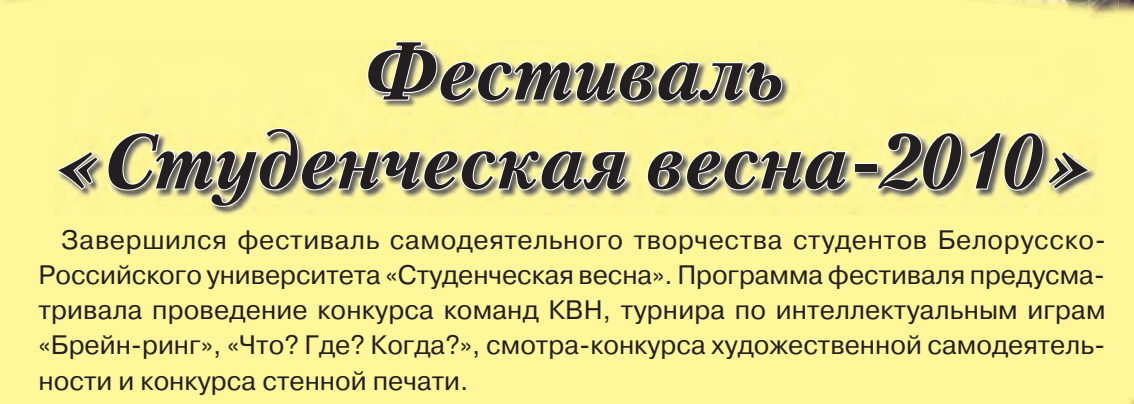 Фестиваль
«Студенческая весна-2010»
Завершился фестиваль самодеятельного творчества студентов Белорусско-
Российского университета «Студенческая весна». Программа фестиваля предусма-
тривала проведение конкурса команд КВН, турнира по интеллектуальным играм
«Брейн-ринг», «Что? Где? Когда?», смотра-конкурса художественной самодеятель-
ности и конкурса стенной печати.